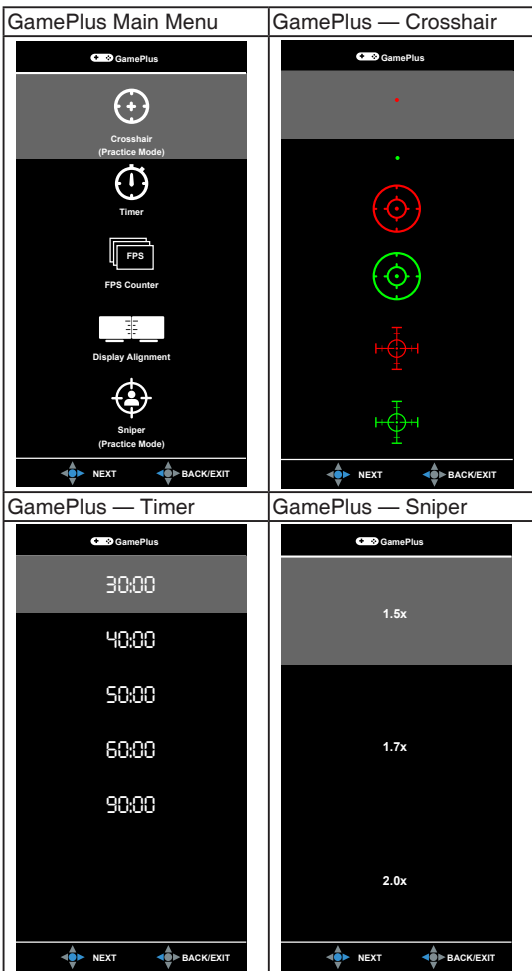 GamePlus Main Menu
GamePlus — Crosshair
GamePlus
Crosshair
(Practice Mode)
Timer
FPS
FPS Counter
Display Alignment
Sniper
(Practice Mode)
NEXT BACK/EXIT
GamePlus
NEXT BACK/EXIT
GamePlus — Timer
GamePlus — Sniper
GamePlus
30:00
40:00
50:00
60:00
90:00
NEXT BACK/EXIT
GamePlus
1.5x
1.7x
2.0x
NEXT BACK/EXIT